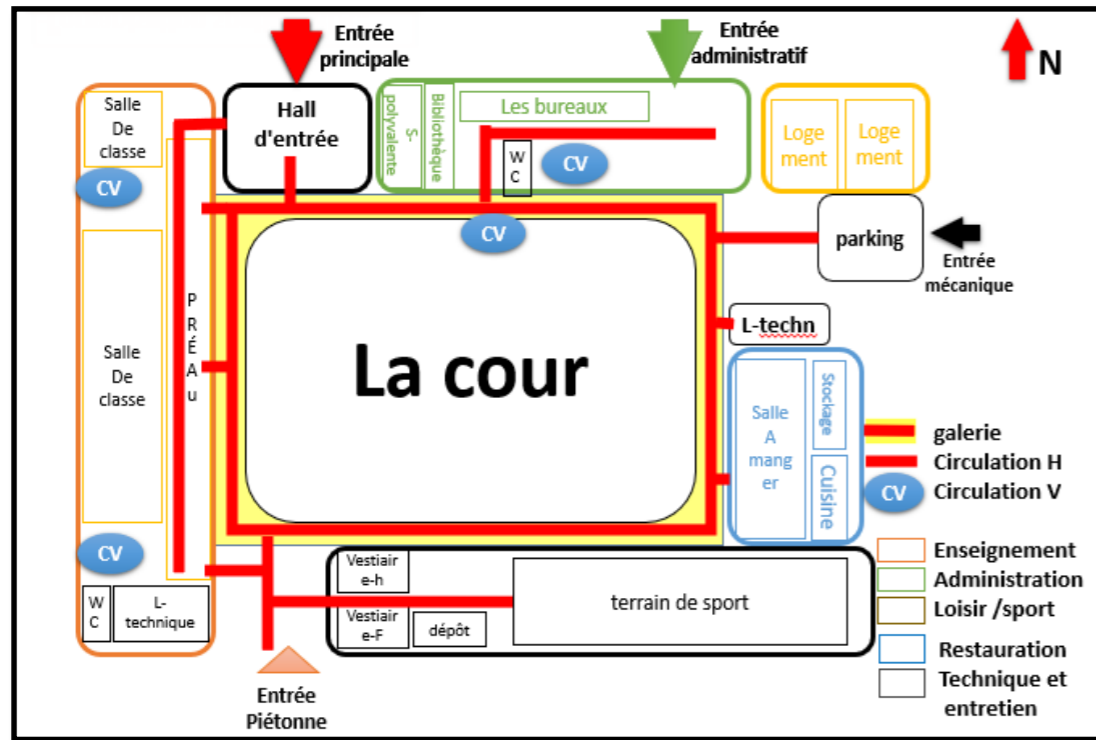 Entrée
principale
Entrée
administratif
N
Salle
De
classe
CV
Hall
d'entrée
S-
polyvalente
Bibliothèque
Les bureaux
W
C
CV
Loge
ment
Loge
ment
CV
parking
Entrée
mécanique
P
R
É
A
u
Salle
De
classe
La cour
L-techn
Salle
A
mang
er
Stockage
Cuisine
galerie
Circulation H
CV
Circulation V
CV
W
C
L-
technique
Vestiair
e-h
Vestiair
e-F
dépôt
terrain de sport
Enseignement
Administration
Loisir /sport
Restauration
Technique et
entretien
Entrée
Piétonne